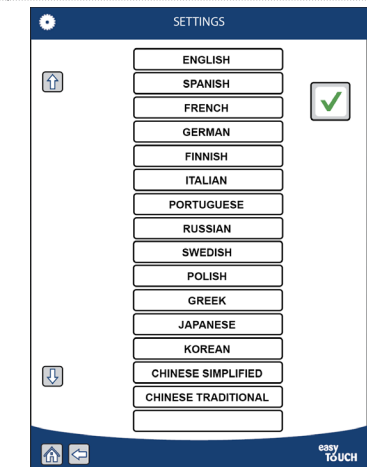 SETTINGS
ENGLISH
SPANISH
FRENCH
GERMAN
FINNISH
ITALIAN
PORTUGUESE
RUSSIAN
SWEDISH
POLISH
GREEK
JAPANESE
KOREAN
CHINESE SIMPLIFIED
CHINESE TRADITIONAL
easy
TOUCH